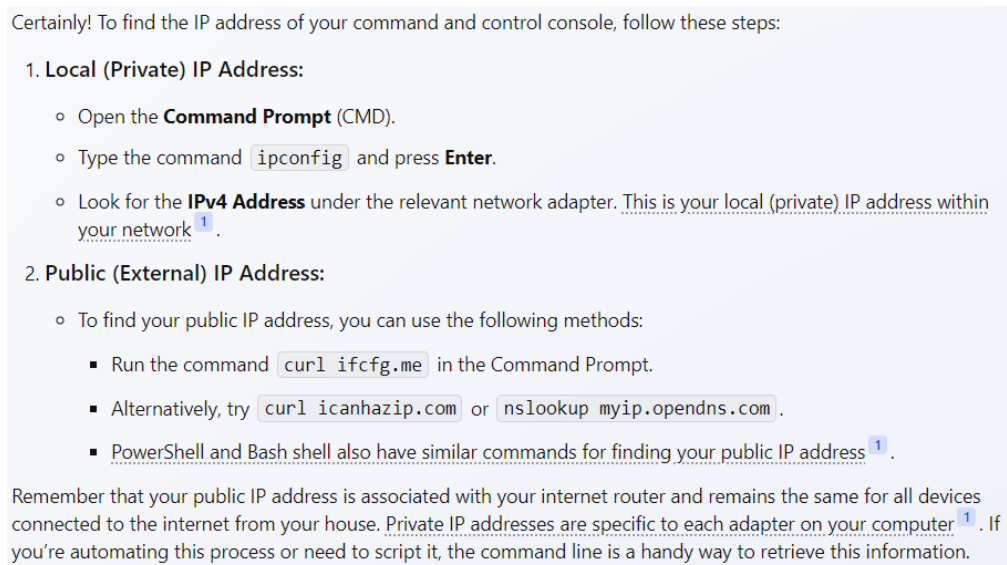 Certainly! To find the IP address of your command and control console, follow these steps:
1. Local (Private) IP Address:
○ Open the Command Prompt (CMD).
○ Type the command ipconfig and press Enter.
○ Look for the IPv4 Address under the relevant network adapter. This is your local (private) IP address within
your network 1 .
2. Public (External) IP Address:
○ To find your public IP address, you can use the following methods:
▪ Run the command curl ifcfg.me in the Command Prompt.
▪ Alternatively, try curl icanhazip.com or nslookup myip.opendns.com .
▪ PowerShell and Bash shell also have similar commands for finding your public IP address 1 .
Remember that your public IP address is associated with your internet router and remains the same for all devices
connected to the internet from your house. Private IP addresses are specific to each adapter on your computer 1 . If
you’re automating this process or need to script it, the command line is a handy way to retrieve this information.